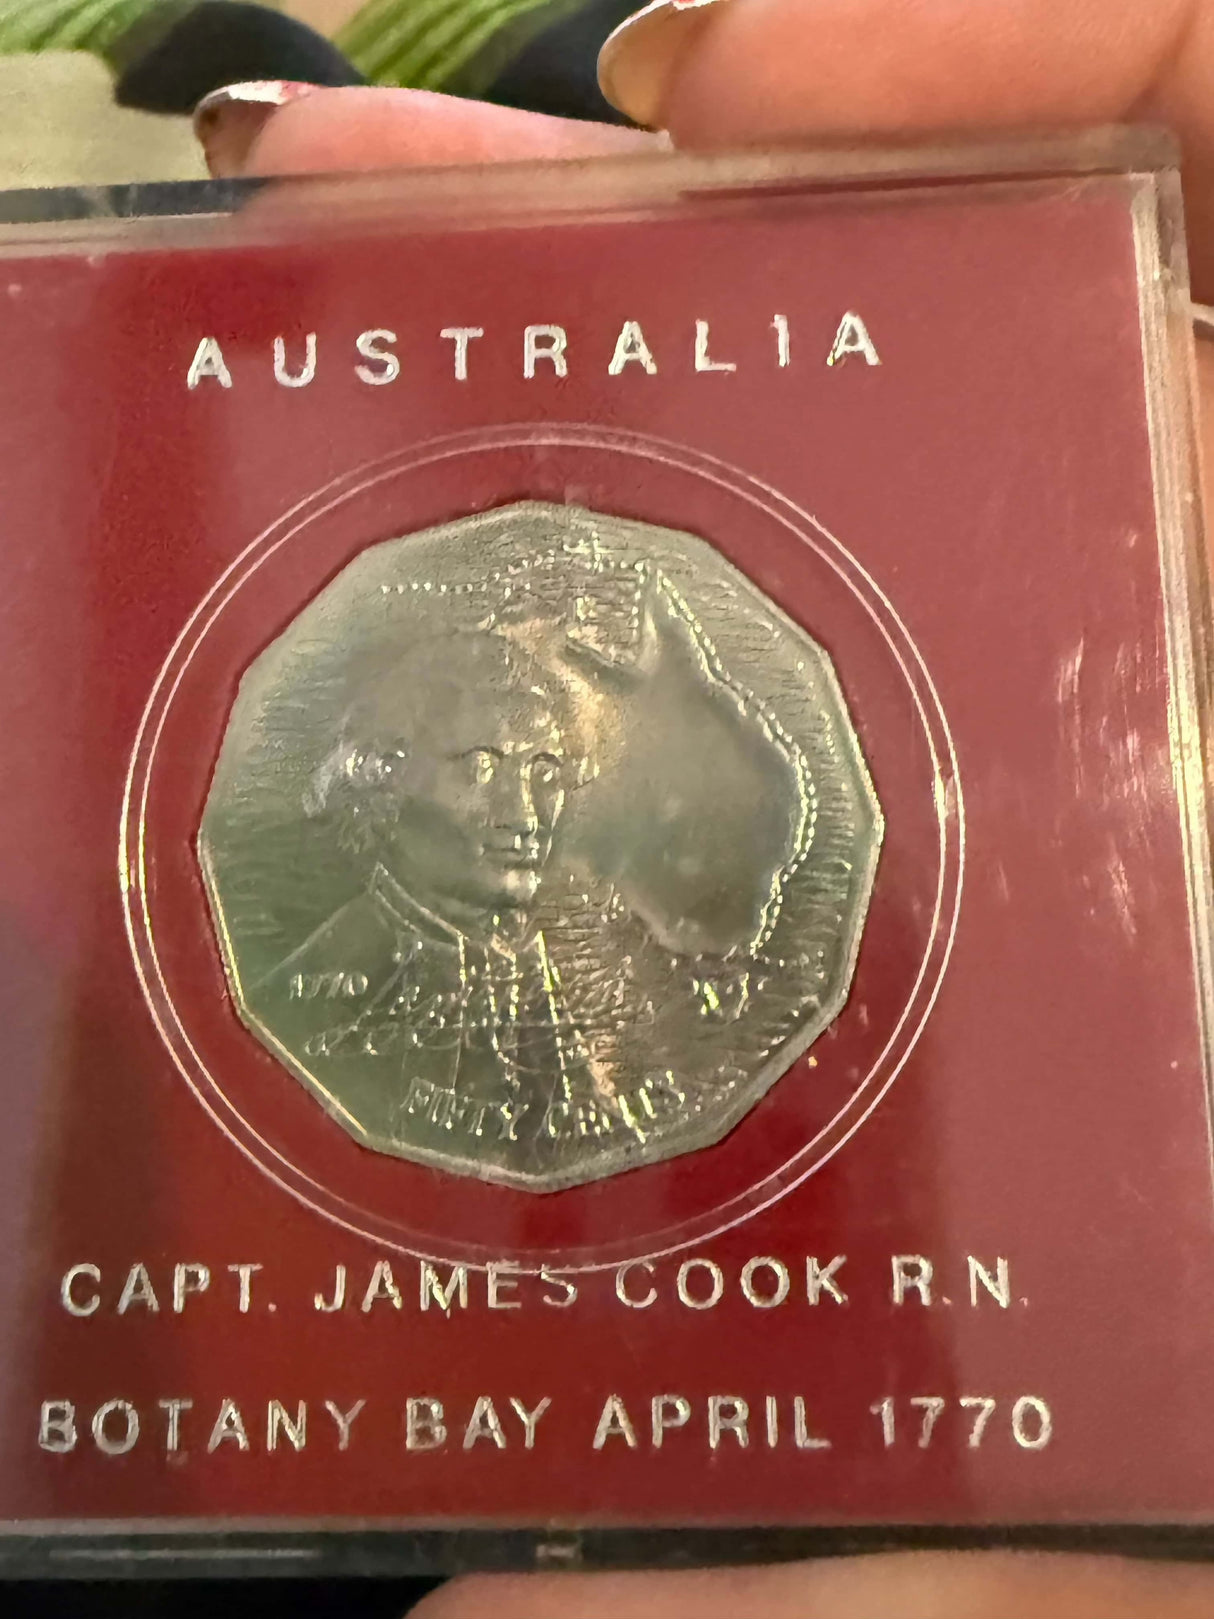 AUSTRALIA
1770
FIFTY CENTS
CAPT. JAMES COOK R.N.
BOTANY BAY APRIL 1770